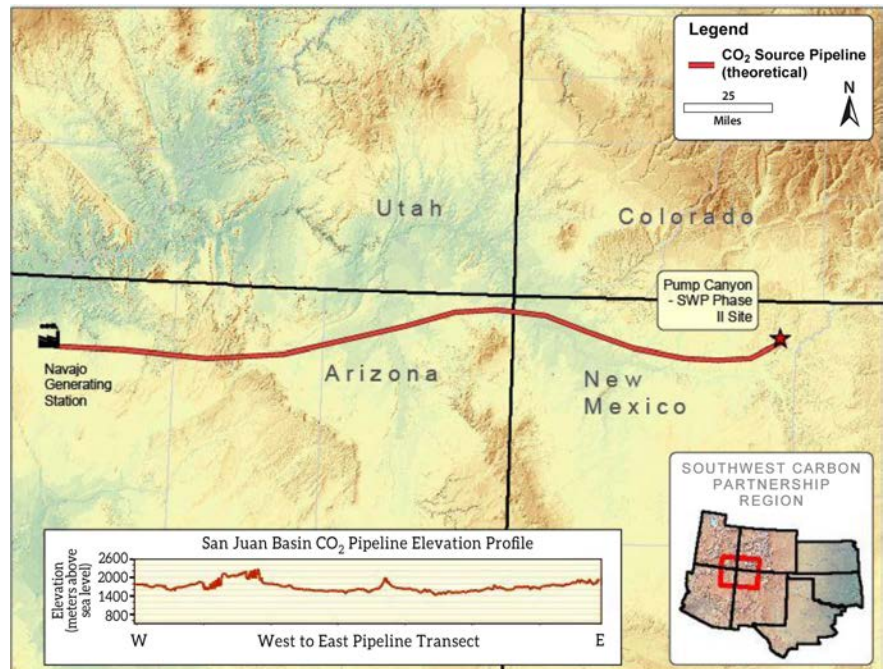 Legend
CO₂ Source Pipeline
(theoretical)
25
Miles
N
Utah
Colorado
Pump Canyon
- SWP Phase
II Site
Navajo
Generating
Station
Arizona
New
Mexico
SOUTHWEST CARBON
PARTNERSHIP
REGION
San Juan Basin CO₂ Pipeline Elevation Profile
Elevation
(meters above
sea level)
2600
2000
1400
800
W
West to East Pipeline Transect
E